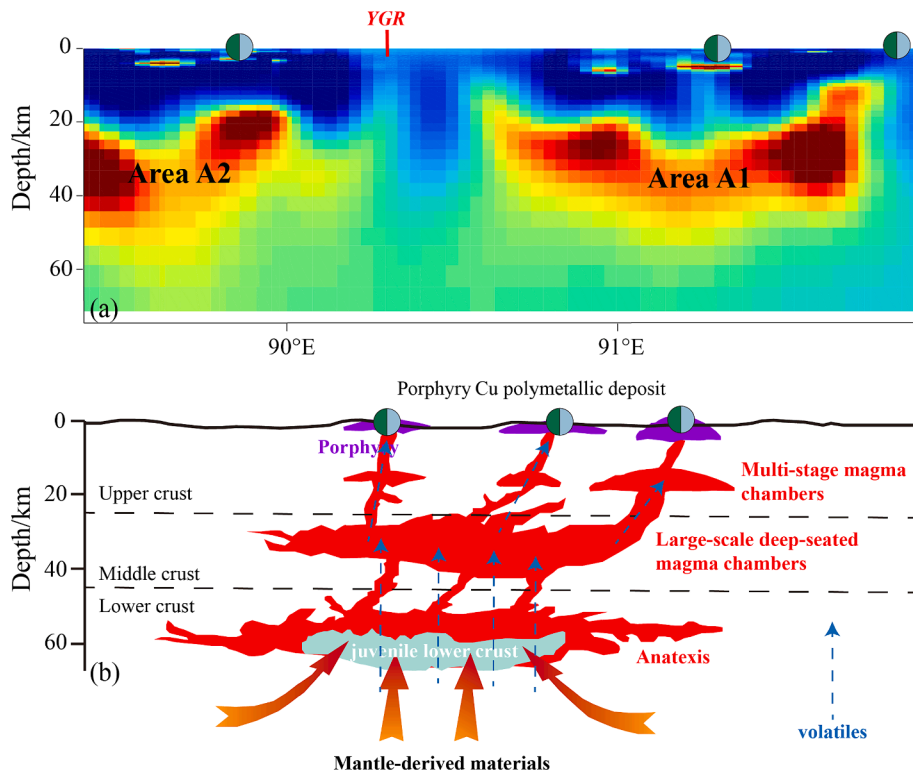 YGR
0
20
40
60
Depth/km
Area A2
Area A1
(a)
90°E
91°E
Porphyry Cu polymetallic deposit
0
20
40
60
Depth/km
Porphyry
Upper crust
Multi-stage magma
chambers
Large-scale deep-seated
magma chambers
Middle crust
Lower crust
juvenile lower crust
Anatexis
(b)
volatiles
Mantle-derived materials